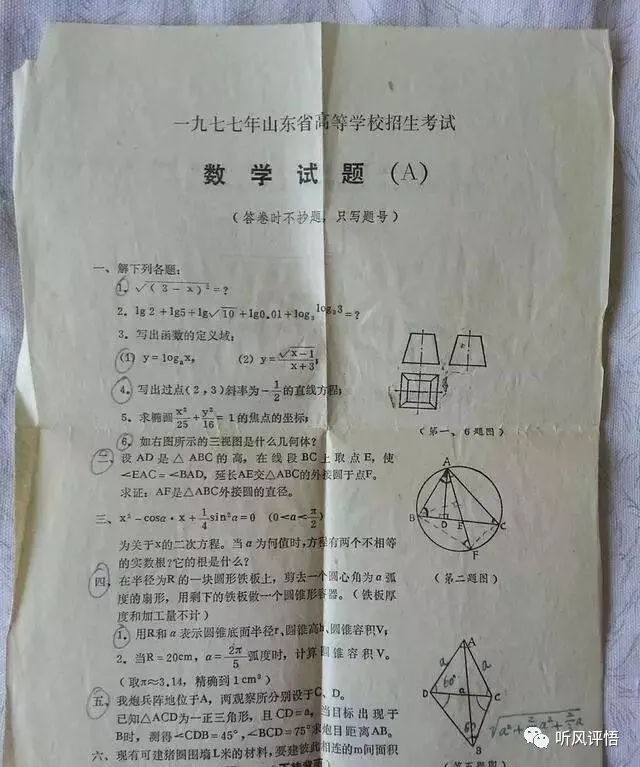 一九七七年山东省高等学校招生考试
数学试题(A)
(答卷时不抄题,只写题号)
一、解下列各题:
1. √(3-x)² = ?
2. lg2+lg5+lg√10+lg0.01+log₂ =?
3. 写出函数的定义域:
(1) y=logₐx, (2) y=√(x-1)/(x+3);
4. 写出过点(2,3)斜率为-1/2的直线方程;
5. 求椭圆x²/25+y²/16=1的焦点的坐标;
6. 如右图所示的三视图是什么几何体?
(第一、6题图)
二、设AD是△ABC的高,在线段BC上取点E,使
∠EAC=∠BAD,延长AE交△ABC的外接圆于点F。
求证:AF是△ABC外接圆的直径。
A
B D E C
F
(第二题图)
三、x²-cosα·x+1/4sin²α=0 (0<α<π/2)
为关于x的二次方程。当α为何值时,方程有两个不相等
的实数根?它的根是什么?
四、在半径为R的一块圆形铁板上,剪去一个圆心角为α弧
度的扇形,用剩下的铁板做一个圆锥形容器。(铁板厚
度和加工量不计)
1. 用R和α表示圆锥底面半径r、圆锥高h、圆锥容积V;
2. 当R=20cm,α=2π/5弧度时,计算圆锥容积V。
(取π≈3.14,精确到1cm³)
五、我炮兵阵地位于A,两观察所分别设于C、D。
已知△ACD为一正三角形,且CD=a,当目标出现于
B时,测得∠CDB=45°,∠BCD=75°求炮目距离AB。
A
a a
60°
D a C
60°
B
六、现有可建猪圈围墙L米的材料,要建彼此相连的m间面积
听风评悟